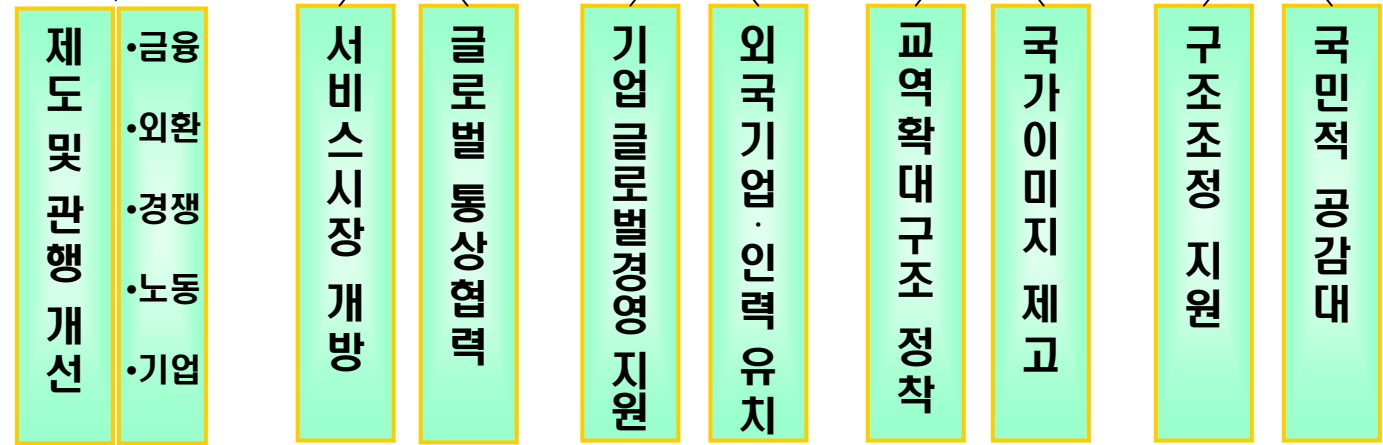 제도 및 관행 개선
•금융
•외환
•경쟁
•노동
•기업
서비스시장 개방
글로벌 통상협력
기업 글로벌경영 지원
외국기업·인력 유치
교역확대구조 정착
국가이미지 제고
구조조정 지원
국민적 공감대